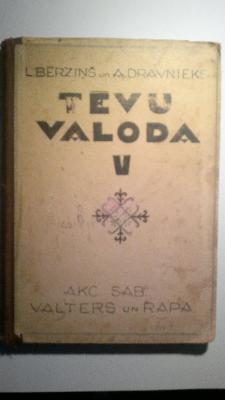 L. BERZIŅŠ un A. DRAVNIEKS
TĒVU
VALODA
V
AKC. SAB.
VALTERS un RAPA